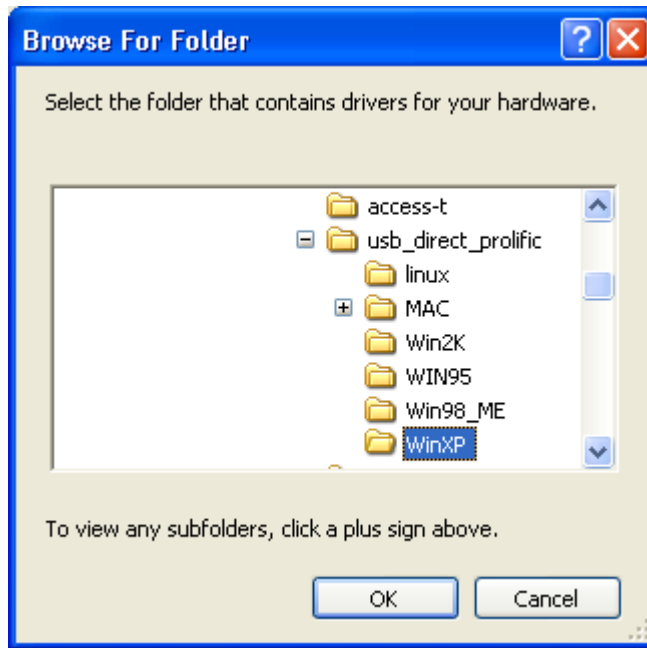 Browse For Folder
Select the folder that contains drivers for your hardware.
access-t
usb_direct_prolific
linux
MAC
Win2K
WIN95
Win98_ME
WinXP
To view any subfolders, click a plus sign above.
OK
Cancel